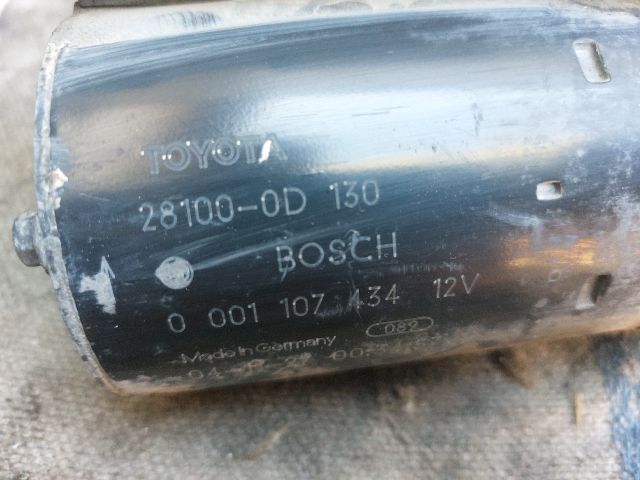 TOYOTA
28100-0D 130
BOSCH
0 001 107 434 12V
082
Made in Germany